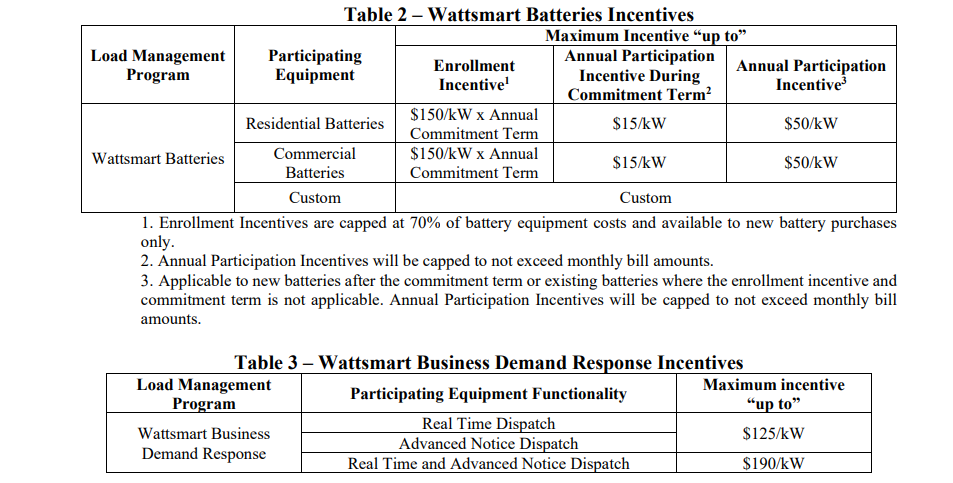 Table 2 – Wattsmart Batteries Incentives
Load Management Program
Participating Equipment
Maximum Incentive “up to”
Enrollment Incentive1
Annual Participation Incentive During Commitment Term2
Annual Participation Incentive3
Wattsmart Batteries
Residential Batteries
$150/kW x Annual Commitment Term
$15/kW
$50/kW
Commercial Batteries
$150/kW x Annual Commitment Term
$15/kW
$50/kW
Custom
Custom
1. Enrollment Incentives are capped at 70% of battery equipment costs and available to new battery purchases
only.
2. Annual Participation Incentives will be capped to not exceed monthly bill amounts.
3. Applicable to new batteries after the commitment term or existing batteries where the enrollment incentive and
commitment term is not applicable. Annual Participation Incentives will be capped to not exceed monthly bill
amounts.
Table 3 – Wattsmart Business Demand Response Incentives
Load Management Program
Participating Equipment Functionality
Maximum incentive “up to”
Wattsmart Business Demand Response
Real Time Dispatch
Advanced Notice Dispatch
$125/kW
Real Time and Advanced Notice Dispatch
$190/kW